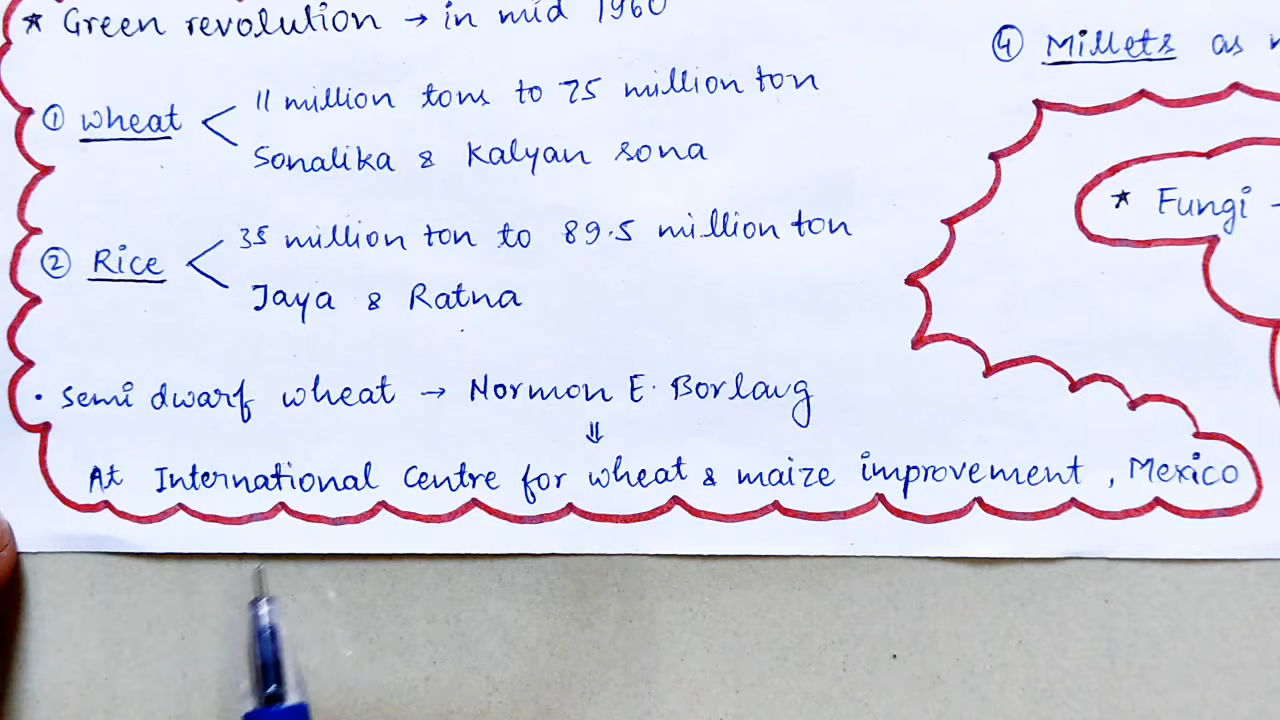 ★ Green revolution → in mid 1960
① Wheat < 11 million tons to 75 million ton
Sonalika & Kalyan sona
② Rice < 35 million ton to 89.5 million ton
Jaya & Ratna
• Semi dwarf wheat → Normon E. Borlaug
⇓
At International Centre for wheat & maize improvement, Mexico
④ Millets as
★ Fungi -